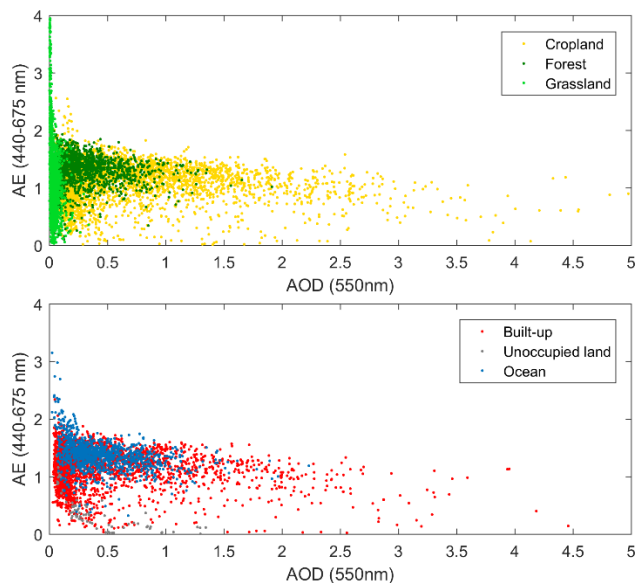 4
3
2
1
0
AE (440-675 nm)
Cropland
Forest
Grassland
0 0.5 1 1.5 2 2.5 3 3.5 4 4.5 5
AOD (550nm)
4
3
2
1
0
AE (440-675 nm)
Built-up
Unoccupied land
Ocean
0 0.5 1 1.5 2 2.5 3 3.5 4 4.5 5
AOD (550nm)